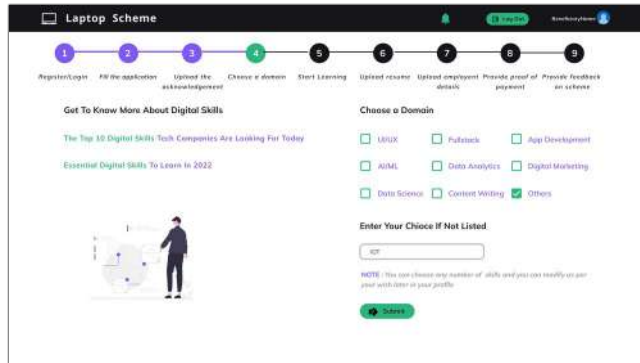 Laptop Scheme
Log Out
BeneficiaryName
1 2 3 4 5 6 7 8 9
Register/Login Fill the application Upload the acknowledgement Choose a domain Start Learning Upload resume Upload employment details Provide proof of payment Provide feedback on scheme
Get To Know More About Digital Skills
The Top 10 Digital Skills Tech Companies Are Looking For Today
Essential Digital Skills To Learn In 2022
Choose a Domain
UI/UX Fullstack App Development
AI/ML Data Analytics Digital Marketing
Data Science Content Writing Others
Enter Your Chioce If Not Listed
IOT
NOTE : You can choose any number of skills and you can modify as per
your wish later in your profile
Submit